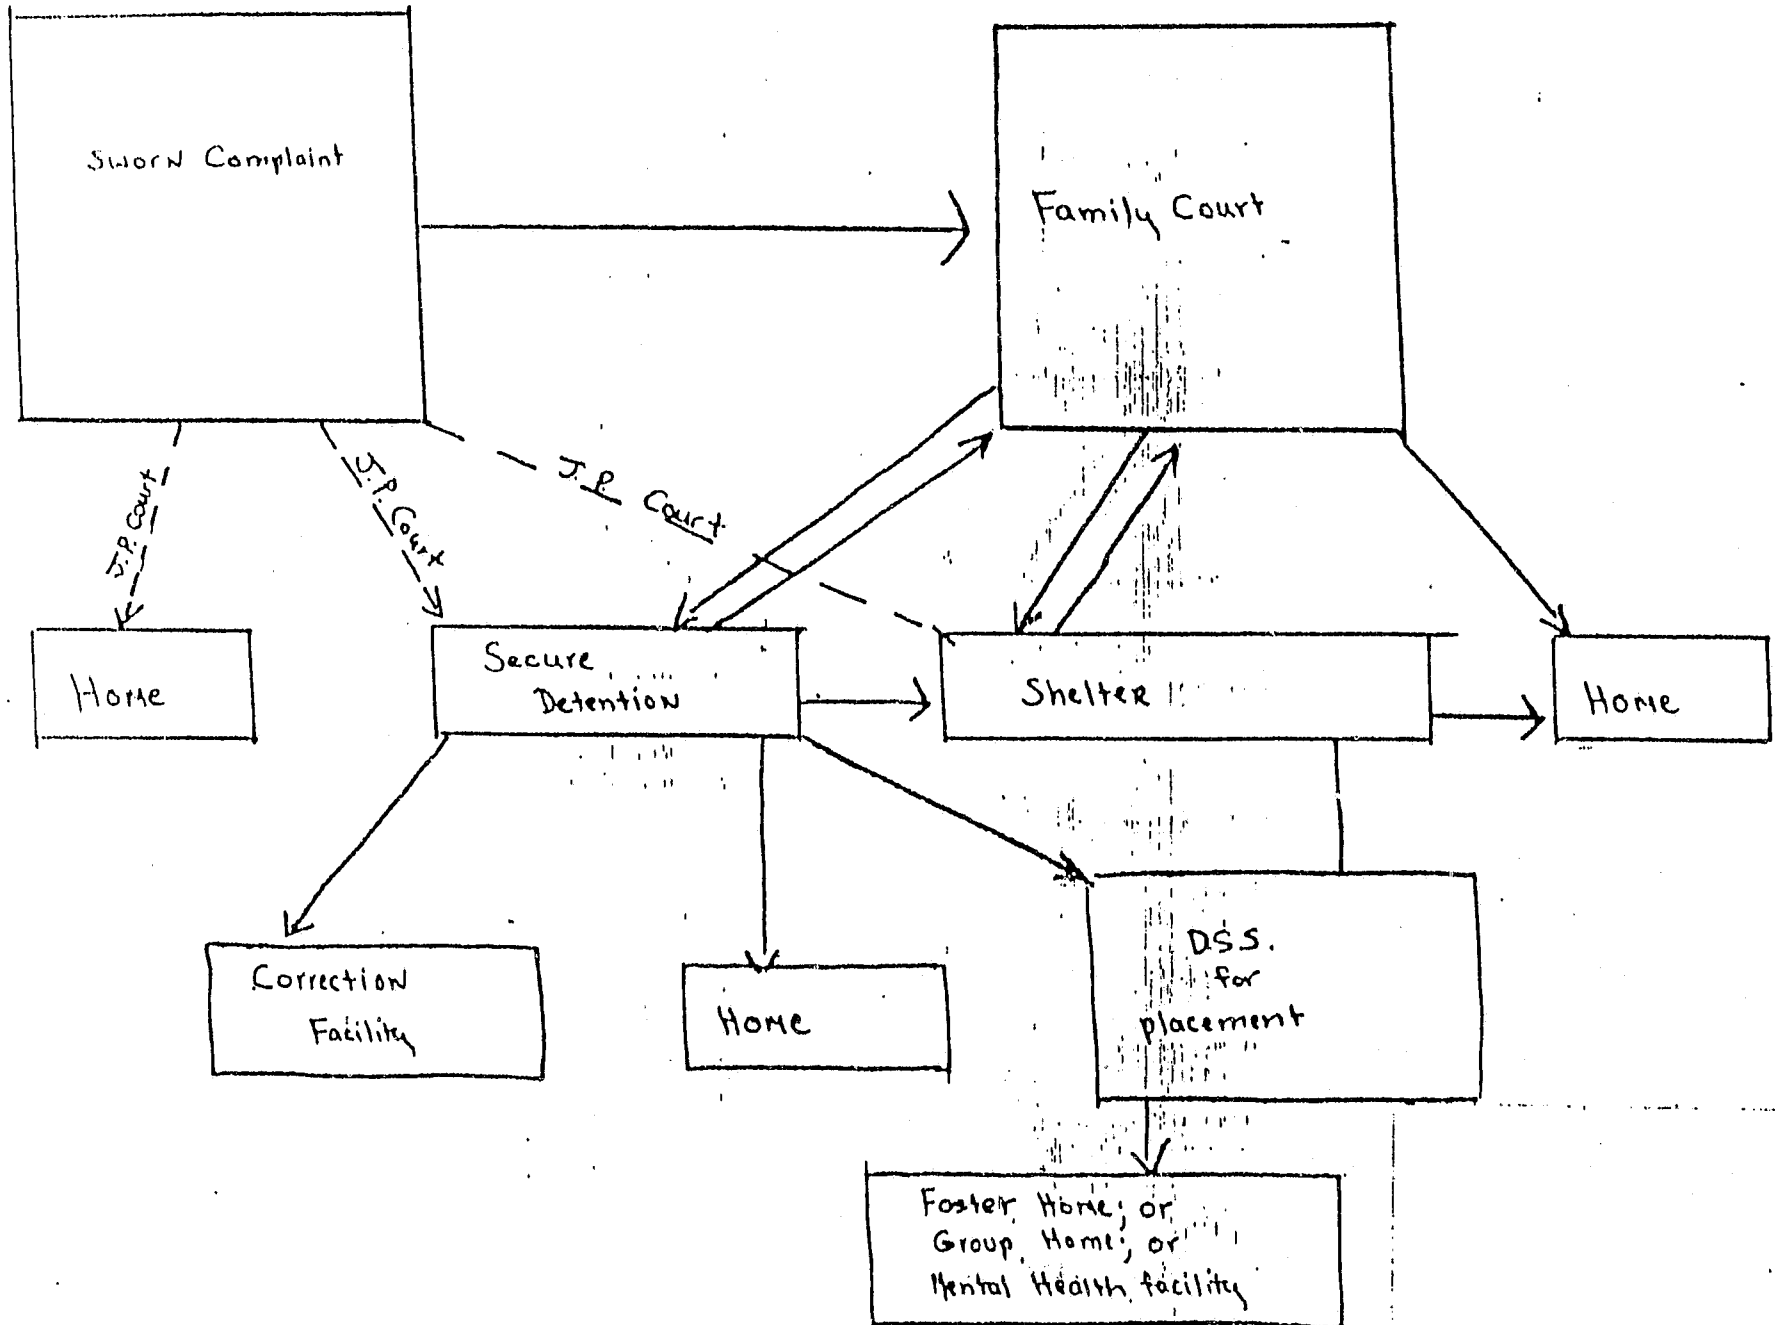 Sworn Complaint
Family Court
J.P. Court
J.P. Court
J.P. Court
Home
Secure
Detention
Shelter
Home
Correction
Facility
Home
D.S.S.
for
placement
Foster Home; or
Group Home; or
Mental Health facility